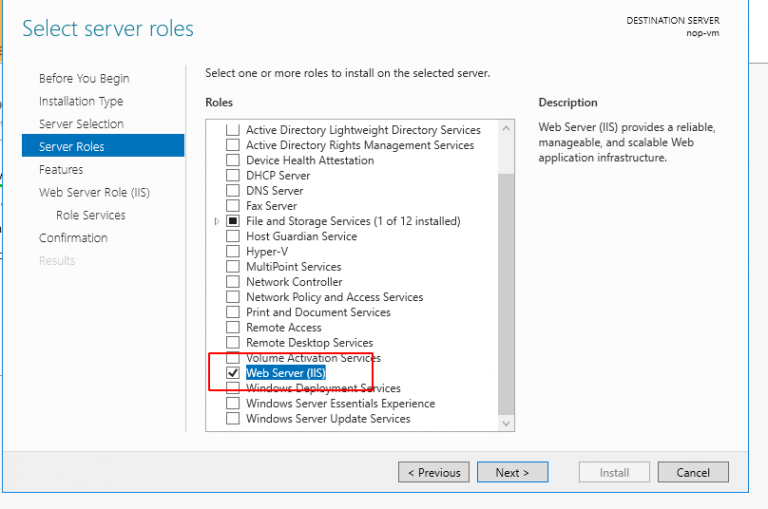 Select server roles
DESTINATION SERVER
nop-vm
Before You Begin
Installation Type
Server Selection
Server Roles
Features
Web Server Role (IIS)
Role Services
Confirmation
Results
Select one or more roles to install on the selected server.
Roles
Active Directory Lightweight Directory Services
Active Directory Rights Management Services
Device Health Attestation
DHCP Server
DNS Server
Fax Server
File and Storage Services (1 of 12 installed)
Host Guardian Service
Hyper-V
MultiPoint Services
Network Controller
Network Policy and Access Services
Print and Document Services
Remote Access
Remote Desktop Services
Volume Activation Services
Web Server (IIS)
Windows Deployment Services
Windows Server Essentials Experience
Windows Server Update Services
Description
Web Server (IIS) provides a reliable,
manageable, and scalable Web
application infrastructure.
< Previous
Next >
Install
Cancel